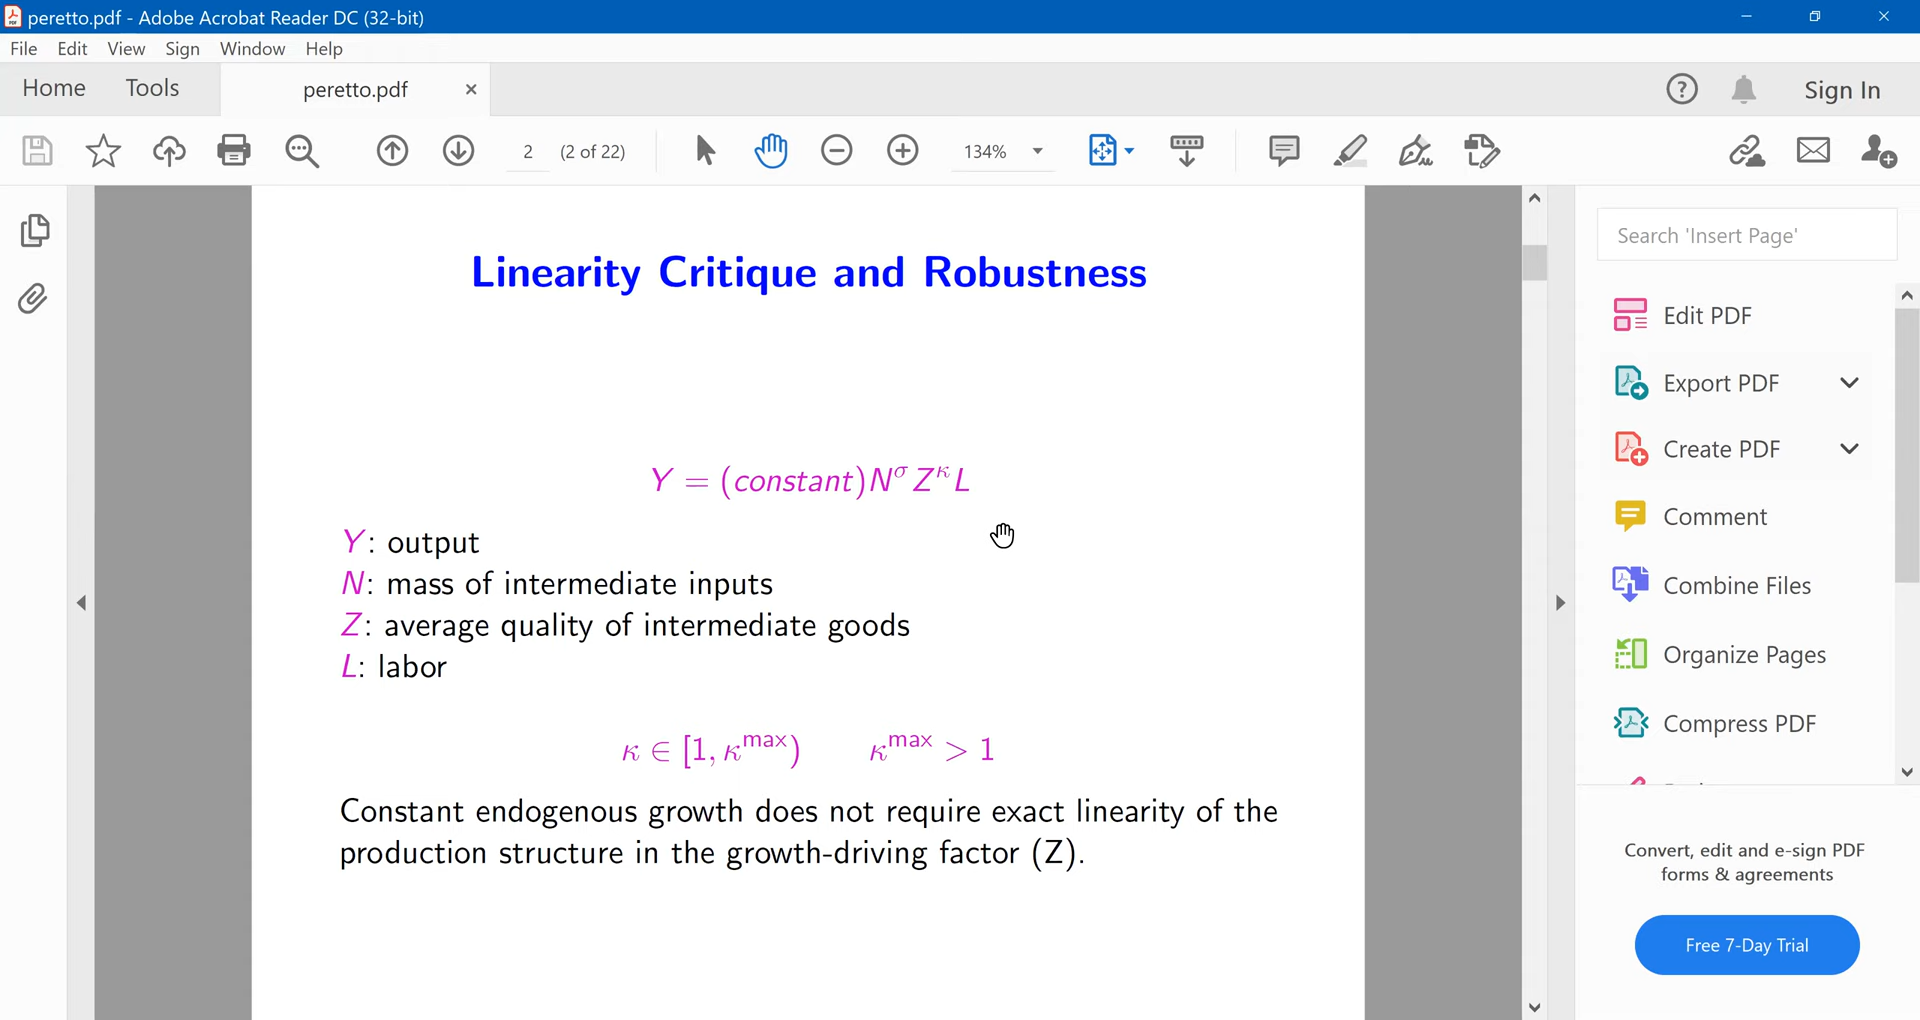 peretto.pdf - Adobe Acrobat Reader DC (32-bit)
File Edit View Sign Window Help
Home Tools peretto.pdf × Sign In
2 (2 of 22) 134%
Linearity Critique and Robustness
Y = (constant)N^σ Z^κ L
Y: output
N: mass of intermediate inputs
Z: average quality of intermediate goods
L: labor
κ ∈ [1, κ^max) κ^max > 1
Constant endogenous growth does not require exact linearity of the
production structure in the growth-driving factor (Z).
Search 'Insert Page'
Edit PDF
Export PDF
Create PDF
Comment
Combine Files
Organize Pages
Compress PDF
Convert, edit and e-sign PDF
forms & agreements
Free 7-Day Trial